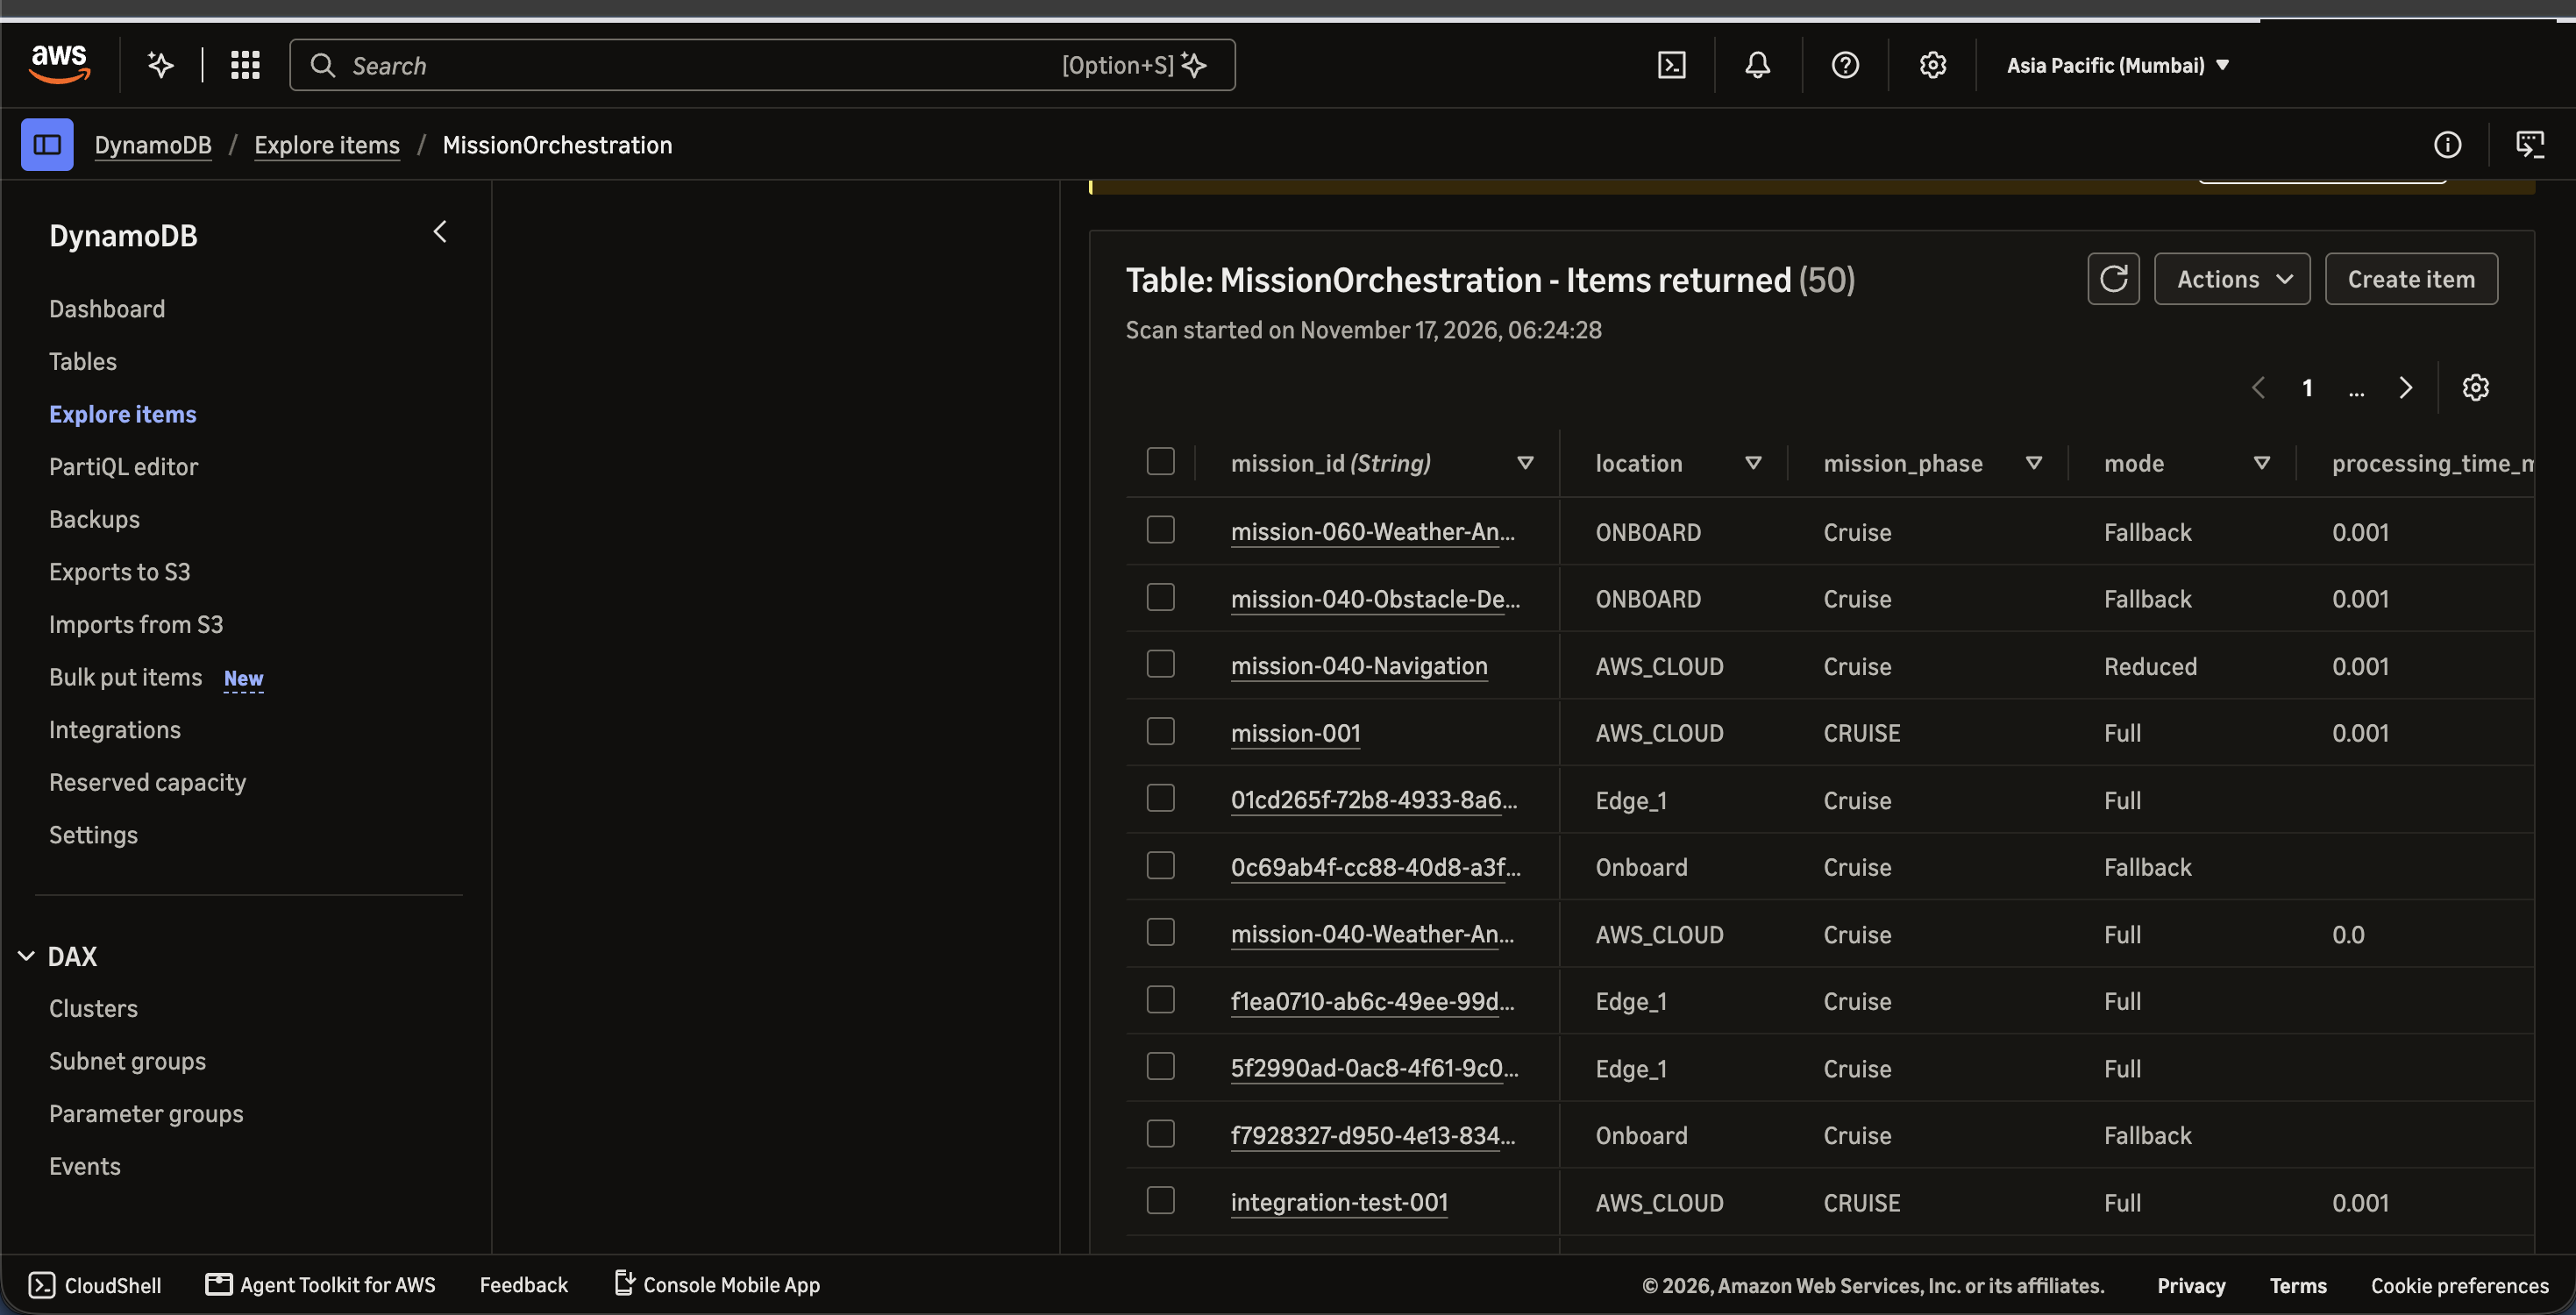 aws
Search [Option+S]
Asia Pacific (Mumbai)
DynamoDB / Explore items / MissionOrchestration
DynamoDB
Dashboard
Tables
Explore items
PartiQL editor
Backups
Exports to S3
Imports from S3
Bulk put items New
Integrations
Reserved capacity
Settings
DAX
Clusters
Subnet groups
Parameter groups
Events
Table: MissionOrchestration - Items returned (50)
Actions
Create item
Scan started on November 17, 2026, 06:24:28
1 ...
mission_id (String) location mission_phase mode processing_time_m
mission-060-Weather-An... ONBOARD Cruise Fallback 0.001
mission-040-Obstacle-De... ONBOARD Cruise Fallback 0.001
mission-040-Navigation AWS_CLOUD Cruise Reduced 0.001
mission-001 AWS_CLOUD CRUISE Full 0.001
01cd265f-72b8-4933-8a6... Edge_1 Cruise Full
0c69ab4f-cc88-40d8-a3f... Onboard Cruise Fallback
mission-040-Weather-An... AWS_CLOUD Cruise Full 0.0
f1ea0710-ab6c-49ee-99d... Edge_1 Cruise Full
5f2990ad-0ac8-4f61-9c0... Edge_1 Cruise Full
f7928327-d950-4e13-834... Onboard Cruise Fallback
integration-test-001 AWS_CLOUD CRUISE Full 0.001
CloudShell Agent Toolkit for AWS Feedback Console Mobile App © 2026, Amazon Web Services, Inc. or its affiliates. Privacy Terms Cookie preferences